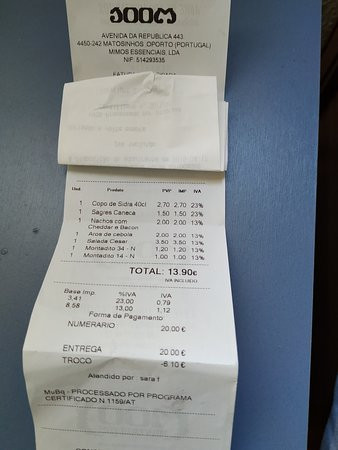 AVENIDA DA REPUBLICA 443
4450-242 MATOSINHOS. OPORTO (PORTUGAL)
MIMOS ESSENCIAIS, LDA
NIF: 514293535
Uni. Produto PVP IMP IVA
1 Copo de Sidra 40cl 2,70 2,70 23%
1 Sagres Caneca 1,50 1,50 23%
1 Nachos com 2,00 2,00 13%
Cheddar e Bacon
1 Aros de cebola 2,00 2,00 13%
1 Salada Cesar 3,50 3,50 13%
1 Montadito 34 - N 1,20 1,20 13%
1 Montadito 14 - N 1,00 1,00 13%
TOTAL: 13.90€
IVA INCLUIDO
Base Imp. %IVA IVA
3,41 23,00 0,79
8,58 13,00 1,12
Forma de Pagamento
NUMERARIO 20.00 €
ENTREGA 20.00 €
TROCO -6.10 €
Atendido por : sara f
MuBq - PROCESSADO POR PROGRAMA
CERTIFICADO N.1159/AT